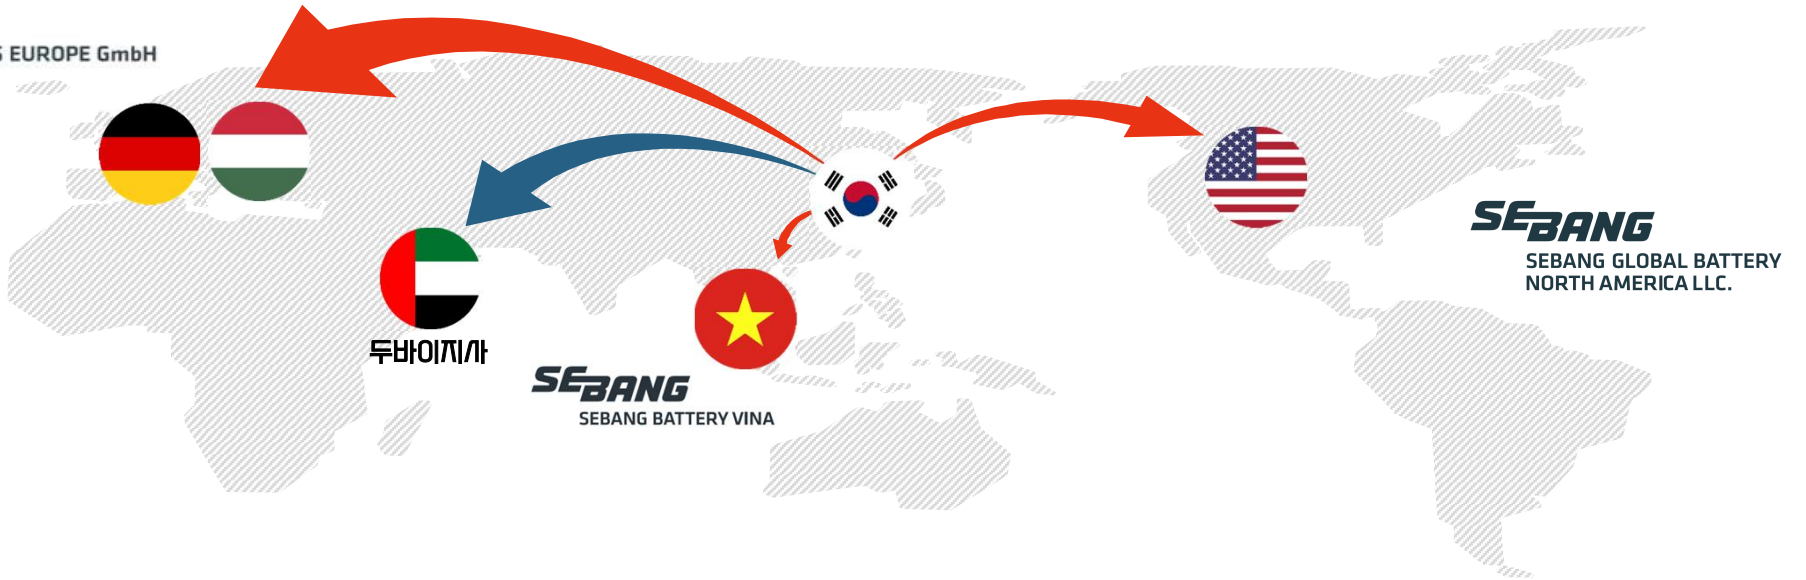 EUROPE GmbH
두바이지사
SEBANG
SEBANG BATTERY VINA
SEBANG
SEBANG GLOBAL BATTERY
NORTH AMERICA LLC.